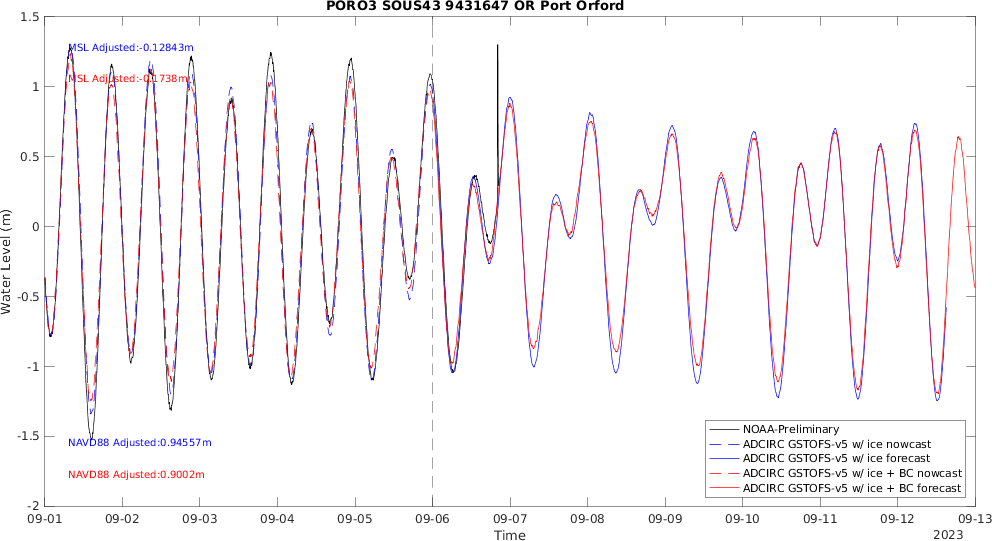 PORO3 SOUS43 9431647 OR Port Orford
1.5
MSL Adjusted:-0.12843m
MSL Adjusted:-0.1738m
1
0.5
0
-0.5
-1
-1.5
-2
Water Level (m)
NAVD88 Adjusted:0.94557m
NAVD88 Adjusted:0.9002m
NOAA-Preliminary
ADCIRC GSTOFS-v5 w/ ice nowcast
ADCIRC GSTOFS-v5 w/ ice forecast
ADCIRC GSTOFS-v5 w/ ice + BC nowcast
ADCIRC GSTOFS-v5 w/ ice + BC forecast
09-01 09-02 09-03 09-04 09-05 09-06 09-07 09-08 09-09 09-10 09-11 09-12 09-13
Time
2023